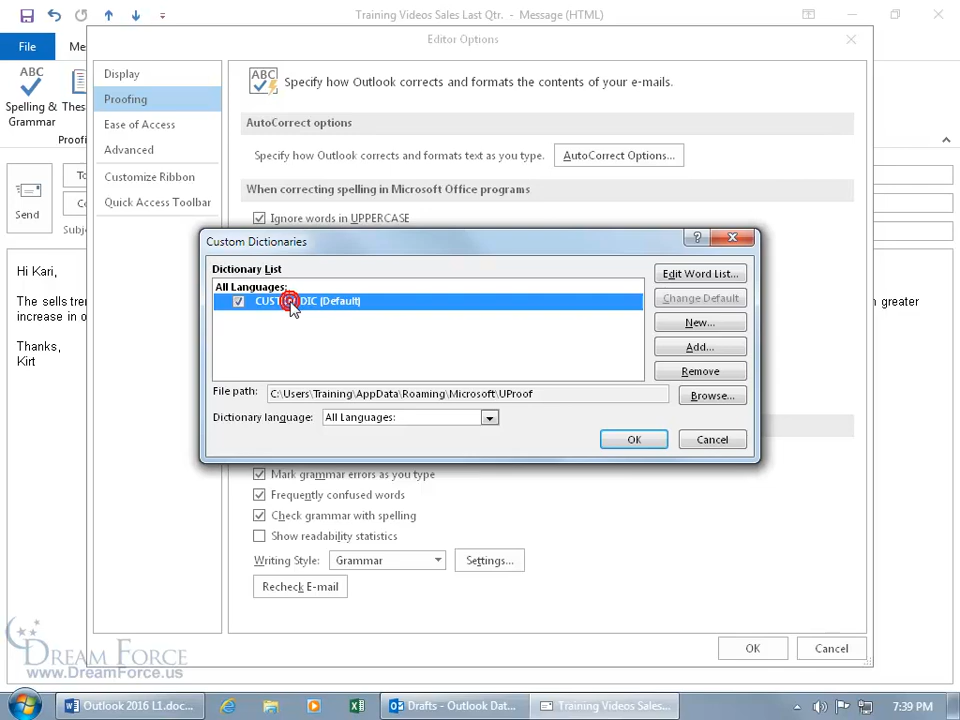 Training Videos Sales Last Qtr. - Message (HTML)
Editor Options
File
Me
ABC
Spelling & Grammar
Thes
Proofi
Display
Proofing
Ease of Access
Advanced
Customize Ribbon
Quick Access Toolbar
ABC
Specify how Outlook corrects and formats the contents of your e-mails.
AutoCorrect options
Specify how Outlook corrects and formats text as you type.
AutoCorrect Options...
When correcting spelling in Microsoft Office programs
Ignore words in UPPERCASE
Send
To
C
Subje
Hi Kari,
The sells tren
greater
increase in o
Thanks,
Kirt
Custom Dictionaries
?
Dictionary List
All Languages:
DIC (Default)
Edit Word List...
Change Default
New...
Add...
Remove
File path:
C:\Users\Training\AppData\Roaming\Microsoft\UProof
Browse...
Dictionary language:
All Languages:
OK
Cancel
Mark grammar errors as you type
Frequently confused words
Check grammar with spelling
Show readability statistics
Writing Style:
Grammar
Settings...
Recheck E-mail
OK
Cancel
DREAM FORCE
www.DreamForce.us
Outlook 2016 L1.doc...
Drafts - Outlook Dat...
Training Videos Sales...
7:39 PM